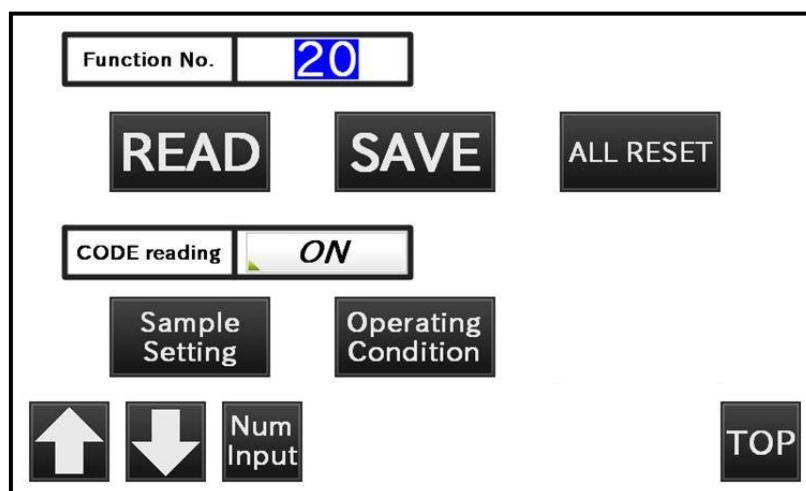 Function No. 20
READ SAVE ALL RESET
CODE reading ON
Sample Operating
Setting Condition
Num
Input TOP